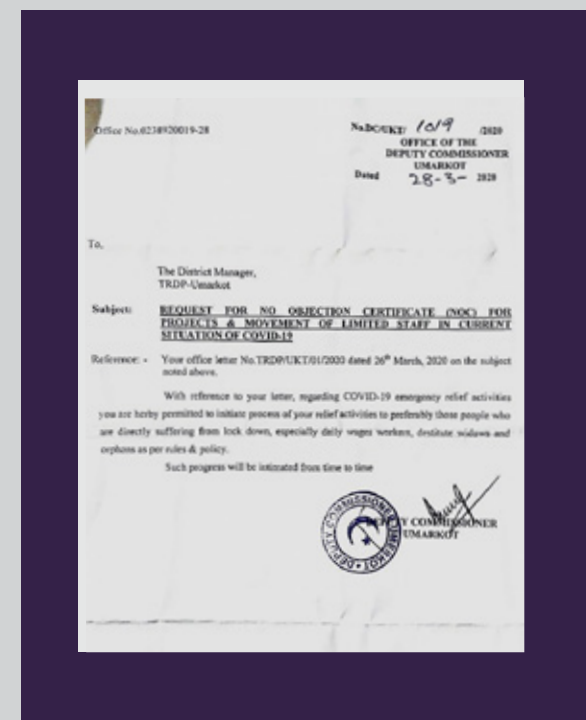 Office No.0238920019-28
No.DC/UKT/ 1019 /2020
OFFICE OF THE
DEPUTY COMMISSIONER
UMARKOT
Dated 28-3- 2020
To,
The District Manager,
TRDP-Umarkot
Subject: REQUEST FOR NO OBJECTION CERTIFICATE (NOC) FOR
PROJECTS & MOVEMENT OF LIMITED STAFF IN CURRENT
SITUATION OF COVID-19
Reference: - Your office letter No.TRDP/UKT/01/2020 dated 26th March, 2020 on the subject
noted above.
With reference to your letter, regarding COVID-19 emergency relief activities
you are herby permitted to initiate process of your relief activities to preferably those people who
are directly suffering from lock down, especially daily wages workers, destitute widows and
orphans as per rules & policy.
Such progress will be intimated from time to time
DEPUTY COMMISSIONER
UMARKOT
DEPUTY COMMISSIONER UMARKOT